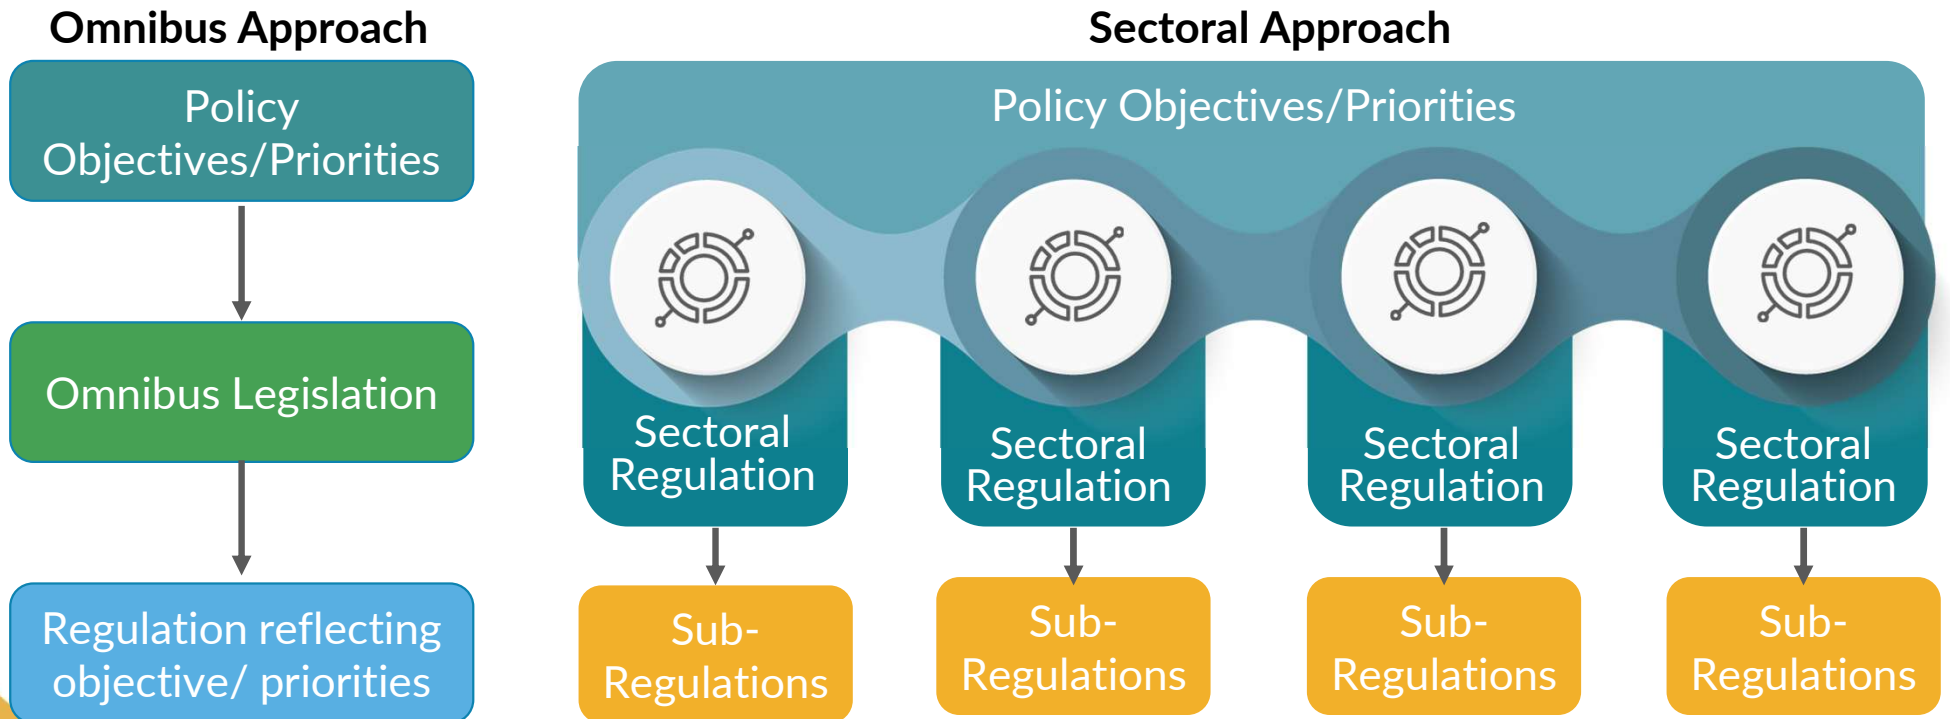 Omnibus Approach
Policy
Objectives/Priorities
Omnibus Legislation
Regulation reflecting
objective/ priorities
Sectoral Approach
Policy Objectives/Priorities
Sectoral
Regulation
Sectoral
Regulation
Sectoral
Regulation
Sectoral
Regulation
Sub-
Regulations
Sub-
Regulations
Sub-
Regulations
Sub-
Regulations